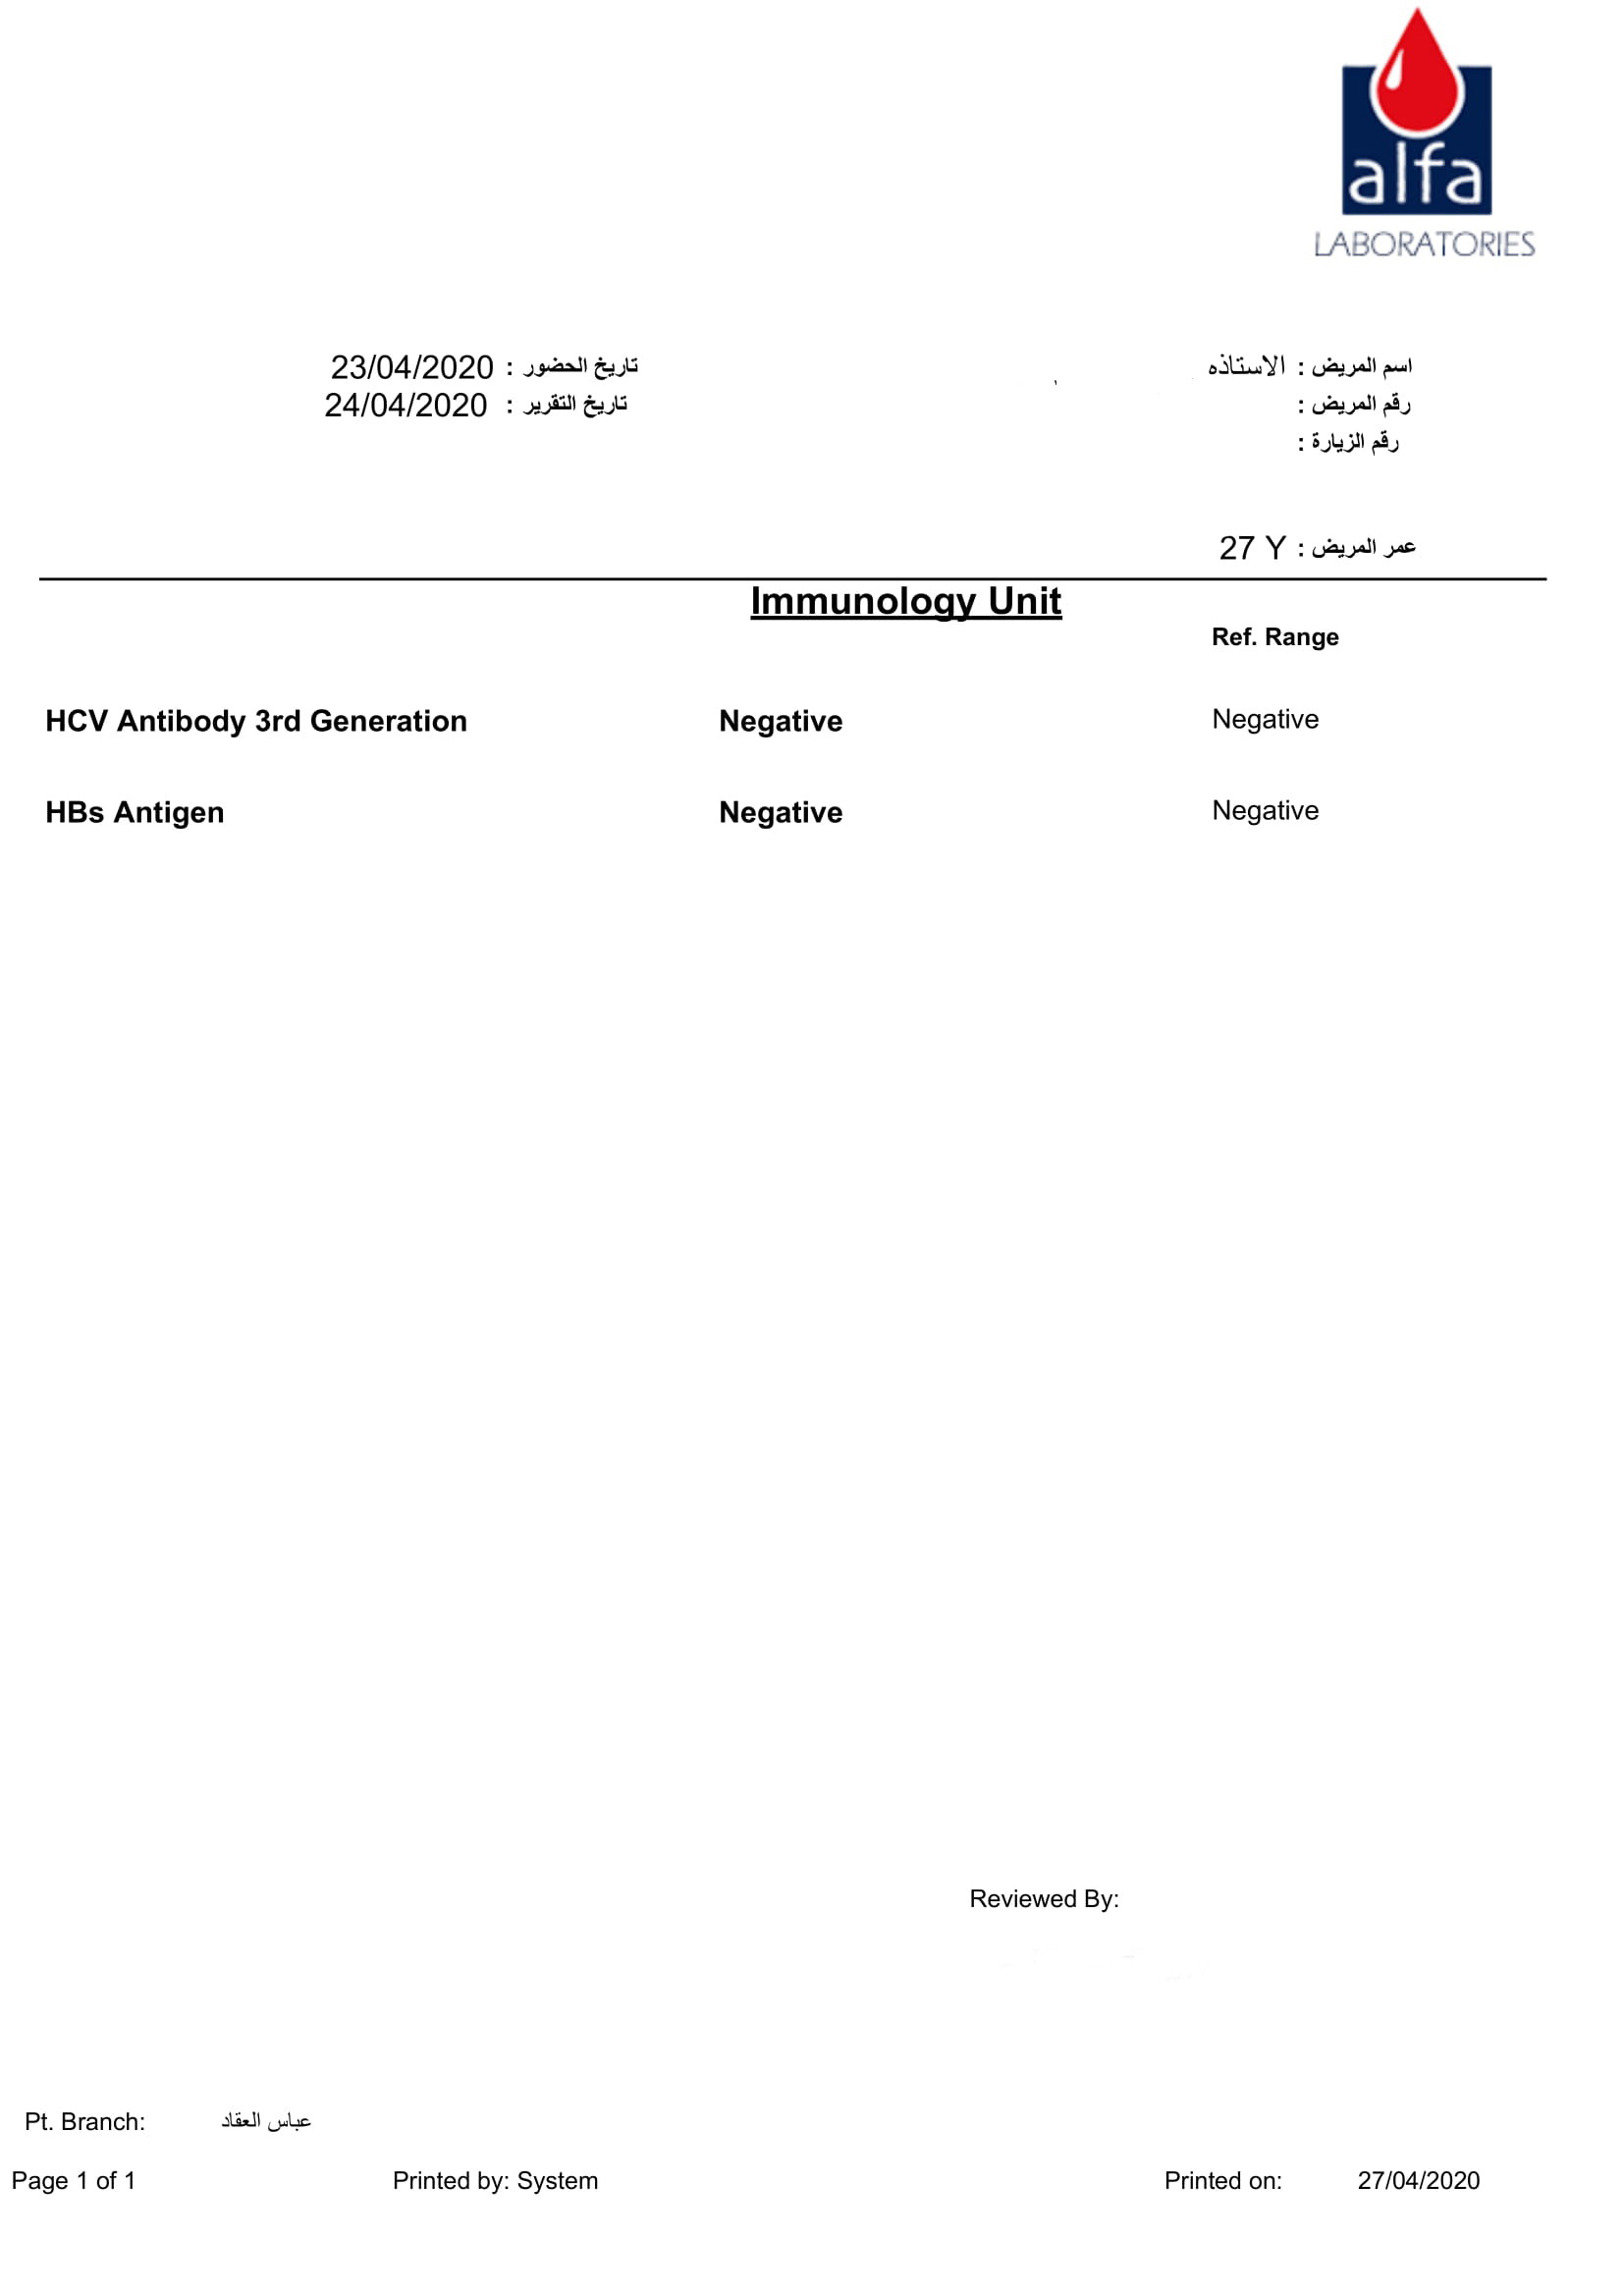 alfa
LABORATORIES
اسم المريض : الاستاذه
تاريخ الحضور : 23/04/2020
رقم المريض :
تاريخ التقرير : 24/04/2020
رقم الزيارة :
عمر المريض : 27 Y
Immunology Unit
Ref. Range
HCV Antibody 3rd Generation Negative Negative
HBs Antigen Negative Negative
Reviewed By:
Pt. Branch: عباس العقاد
Page 1 of 1 Printed by: System Printed on: 27/04/2020